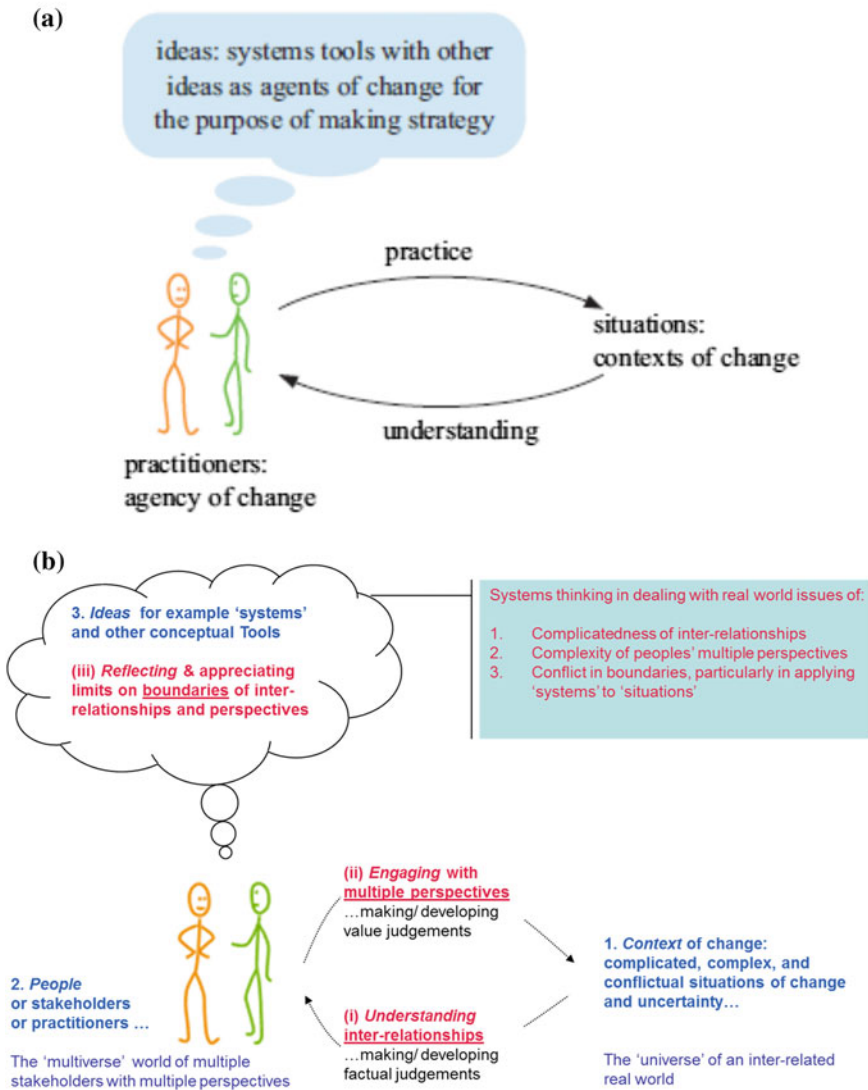 (a)
ideas: systems tools with other
ideas as agents of change for
the purpose of making strategy
practice
situations:
contexts of change
understanding
practitioners:
agency of change
(b)
3. Ideas for example ‘systems’
and other conceptual Tools
(iii) Reflecting & appreciating
limits on boundaries of inter-
relationships and perspectives
Systems thinking in dealing with real world issues of:
1. Complicatedness of inter-relationships
2. Complexity of peoples’ multiple perspectives
3. Conflict in boundaries, particularly in applying
‘systems’ to ‘situations’
(ii) Engaging with
multiple perspectives
…making/ developing
value judgements
1. Context of change:
complicated, complex, and
conflictual situations of change
and uncertainty…
2. People
or stakeholders
or practitioners …
(i) Understanding
inter-relationships
…making/ developing
factual judgements
The ‘multiverse’ world of multiple
stakeholders with multiple perspectives
The ‘universe’ of an inter-related
real world